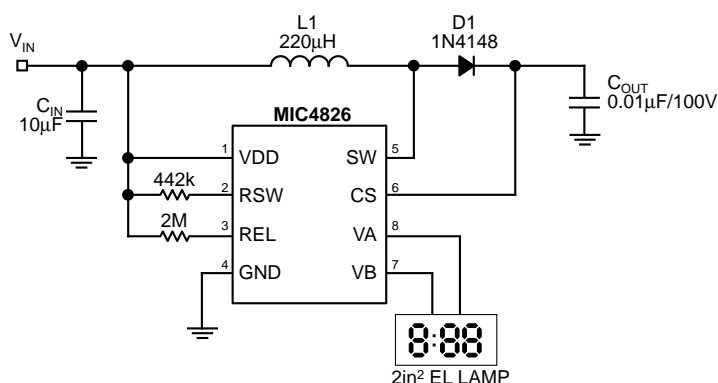 L1
220µH
D1
1N4148
V_IN
C_IN
10µF
C_OUT
0.01µF/100V
MIC4826
1 VDD SW 5
442k
2 RSW CS 6
2M
3 REL VA 8
4 GND VB 7
8:88
2in² EL LAMP